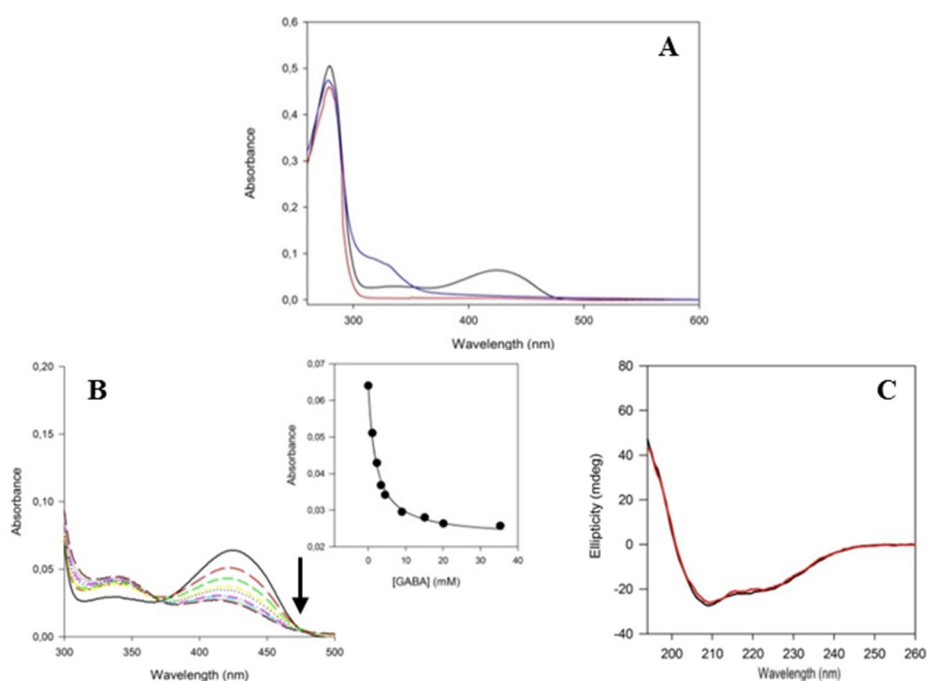 A
0,6
0,5
0,4
0,3
0,2
0,1
0,0
Absorbance
300 400 500 600
Wavelength (nm)
B
0,20
0,15
0,10
0,05
0,00
Absorbance
300 350 400 450 500
Wavelength (nm)
0,07
0,06
0,05
0,04
0,03
0,02
Absorbance
0 10 20 30 40
[GABA] (mM)
C
80
60
40
20
0
-20
-40
Ellipticity (mdeg)
200 210 220 230 240 250 260
Wavelength (nm)